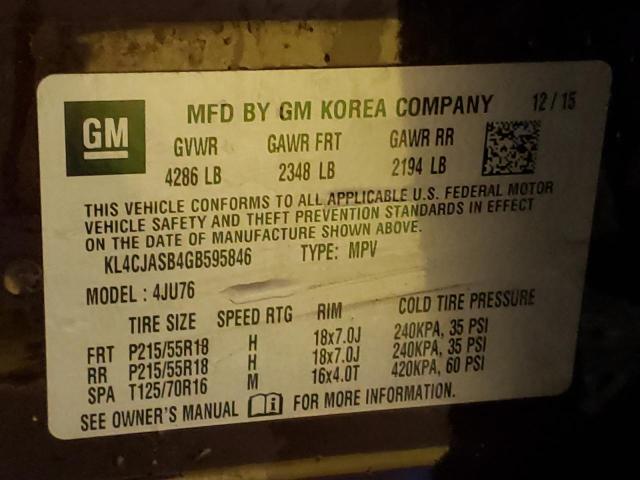 GM MFD BY GM KOREA COMPANY 12 / 15
GVWR GAWR FRT GAWR RR
4286 LB 2348 LB 2194 LB
THIS VEHICLE CONFORMS TO ALL APPLICABLE U.S. FEDERAL MOTOR
VEHICLE SAFETY AND THEFT PREVENTION STANDARDS IN EFFECT
ON THE DATE OF MANUFACTURE SHOWN ABOVE.
KL4CJASB4GB595846 TYPE: MPV
MODEL : 4JU76
TIRE SIZE SPEED RTG RIM COLD TIRE PRESSURE
FRT P215/55R18 H 18x7.0J 240KPA, 35 PSI
RR P215/55R18 H 18x7.0J 240KPA, 35 PSI
SPA T125/70R16 M 16x4.0T 420KPA, 60 PSI
SEE OWNER'S MANUAL i FOR MORE INFORMATION.